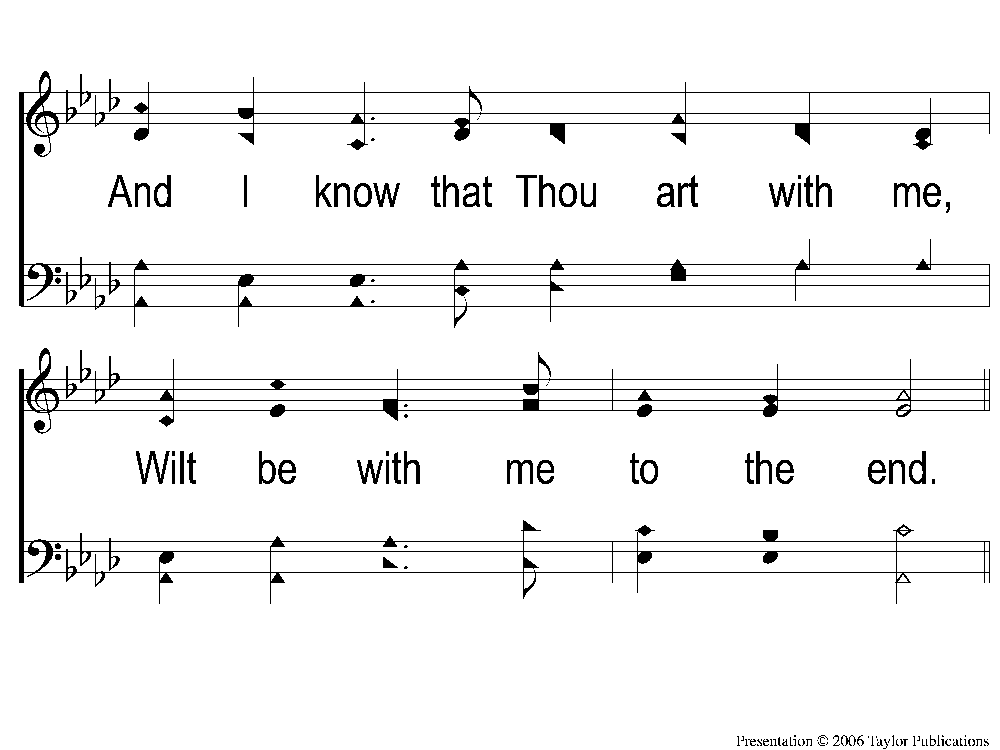 And I know that Thou art with me,
Wilt be with me to the end.
Presentation © 2006 Taylor Publications